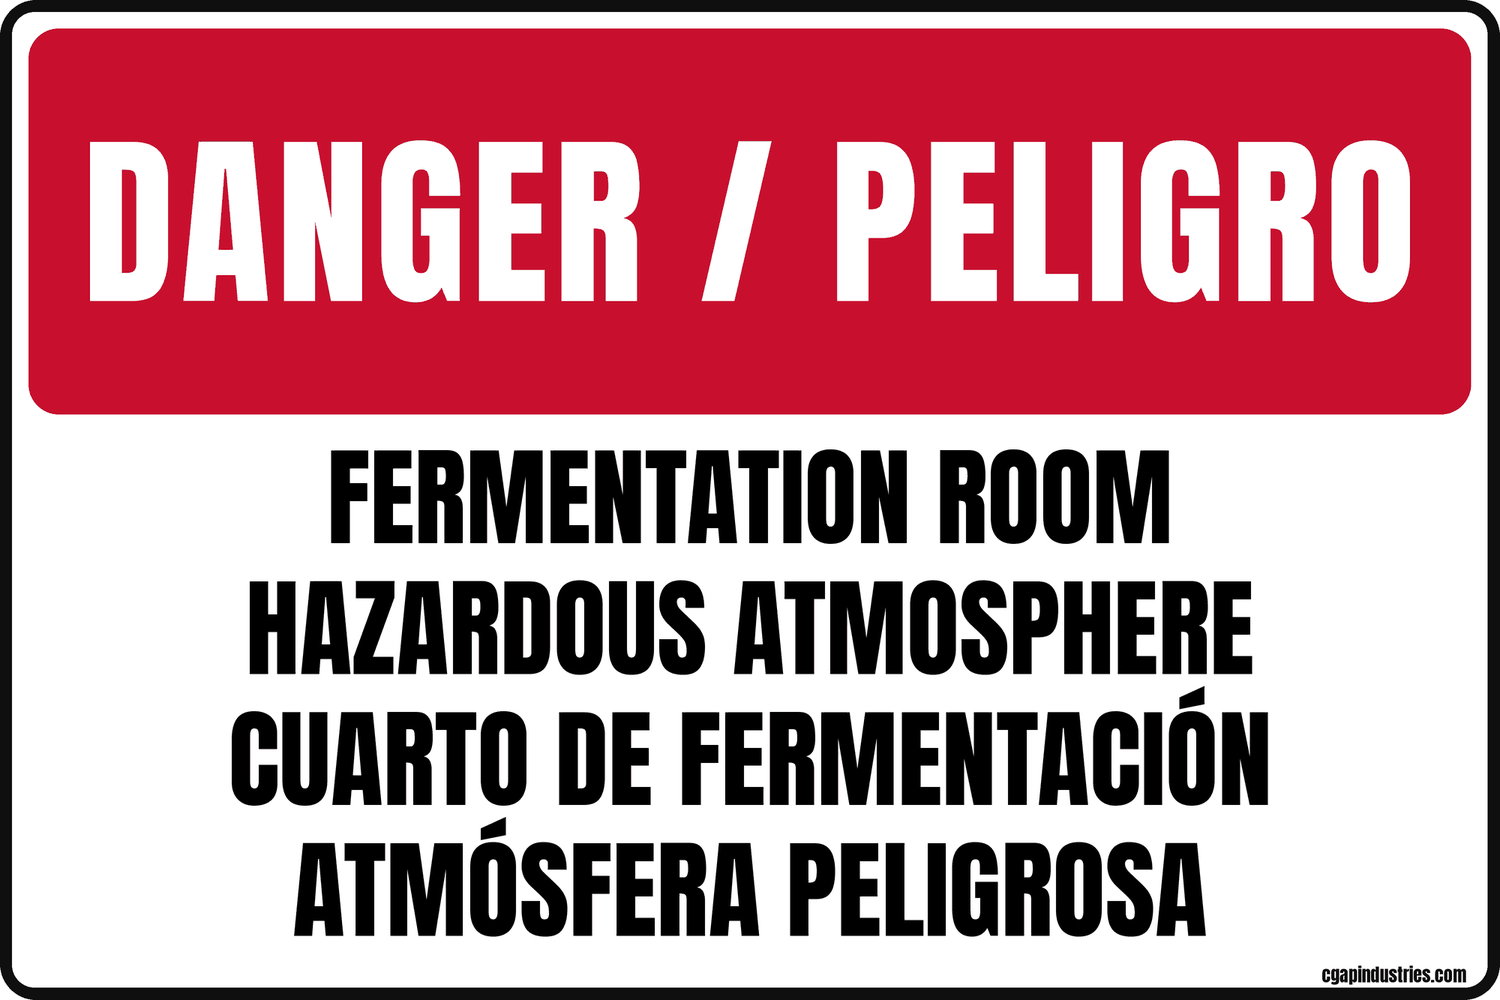 DANGER / PELIGRO
FERMENTATION ROOM
HAZARDOUS ATMOSPHERE
CUARTO DE FERMENTACIÓN
ATMÓSFERA PELIGROSA
cgapindustries.com